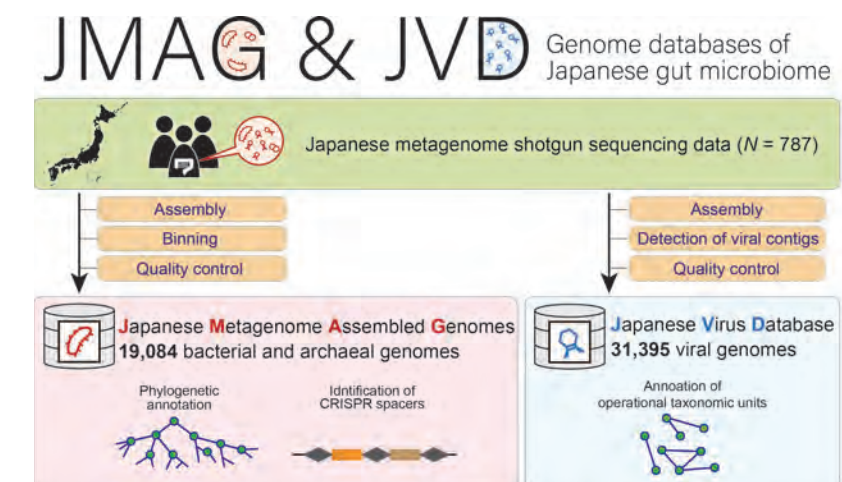 JMAG & JVD
Genome databases of
Japanese gut microbiome
Japanese metagenome shotgun sequencing data (N = 787)
Assembly
Binning
Quality control
Assembly
Detection of viral contigs
Quality control
Japanese Metagenome Assembled Genomes
19,084 bacterial and archaeal genomes
Phylogenetic
annotation
Idntification of
CRISPR spacers
Japanese Virus Database
31,395 viral genomes
Annoation of
operational taxonomic units